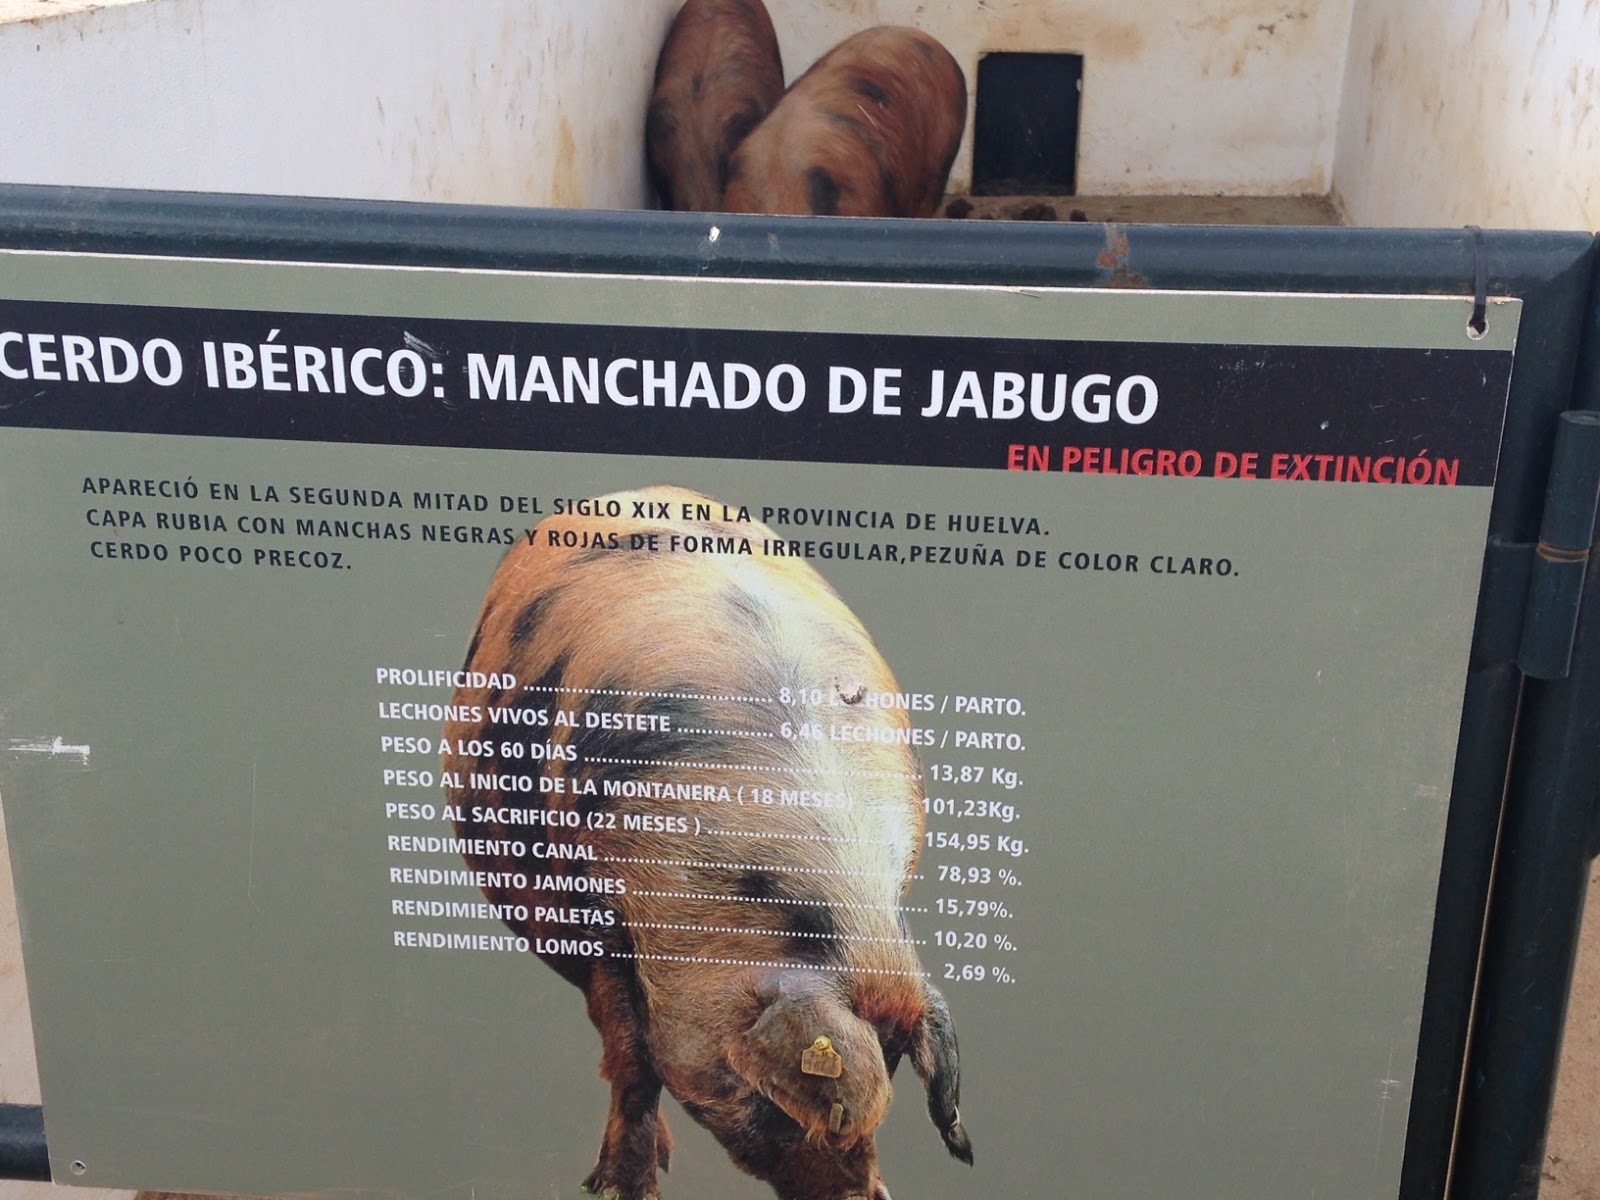 CERDO IBÉRICO: MANCHADO DE JABUGO
EN PELIGRO DE EXTINCIÓN
APARECIÓ EN LA SEGUNDA MITAD DEL SIGLO XIX EN LA PROVINCIA DE HUELVA.
CAPA RUBIA CON MANCHAS NEGRAS Y ROJAS DE FORMA IRREGULAR,PEZUÑA DE COLOR CLARO.
CERDO POCO PRECOZ.
PROLIFICIDAD ........................................ 8,10 LECHONES / PARTO.
LECHONES VIVOS AL DESTETE ................ 6,46 LECHONES / PARTO.
PESO A LOS 60 DÍAS ........................................................ 13,87 Kg.
PESO AL INICIO DE LA MONTANERA ( 18 MESES) ......... 101,23Kg.
PESO AL SACRIFICIO (22 MESES ) .................................... 154,95 Kg.
RENDIMIENTO CANAL ..................................................... 78,93 %.
RENDIMIENTO JAMONES ................................................ 15,79%.
RENDIMIENTO PALETAS .................................................. 10,20 %.
RENDIMIENTO LOMOS ..................................................... 2,69 %.